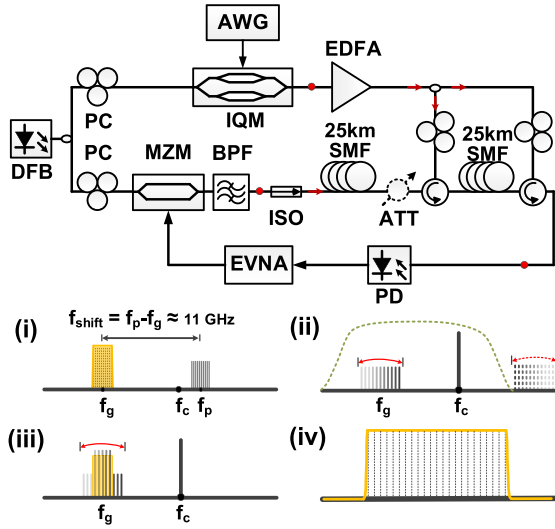 AWG
EDFA
PC
IQM
25km
SMF
25km
SMF
DFB
PC
MZM
BPF
ISO
ATT
EVNA
PD
(i)
f_shift = f_p-f_g ≈ 11 GHz
f_g
f_c
f_p
(ii)
f_g
f_c
(iii)
f_g
f_c
(iv)